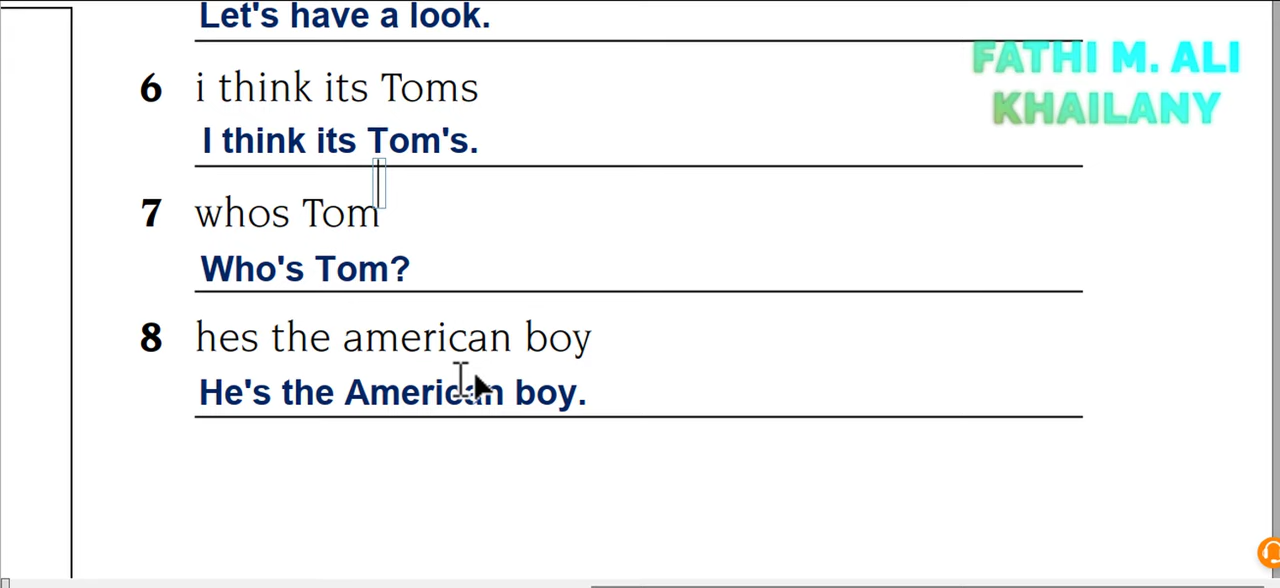 Let's have a look.
FATHI M. ALI
KHAILANY
6 i think its Toms
I think its Tom's.
7 whos Tom
Who's Tom?
8 hes the american boy
He's the American boy.